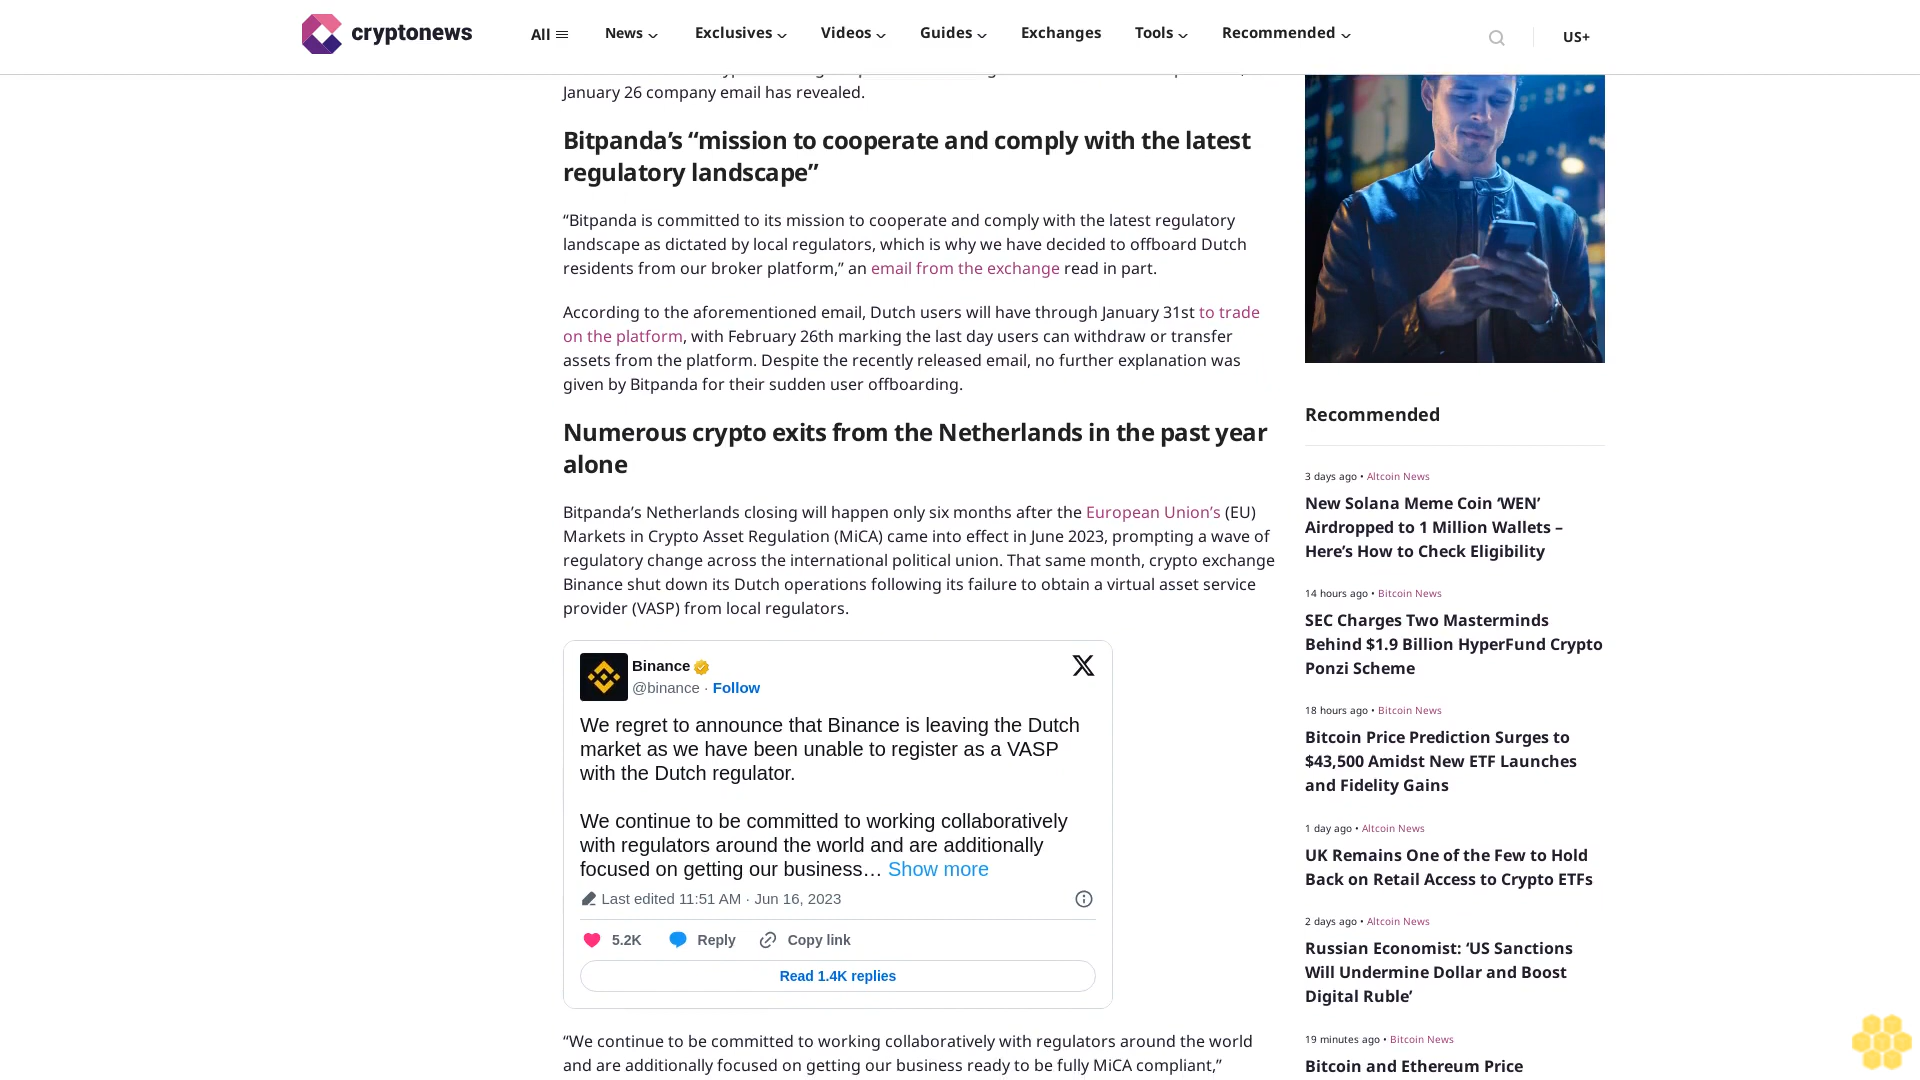 cryptonews
All
News
Exclusives
Videos
Guides
Exchanges
Tools
Recommended
US+
January 26 company email has revealed.
Bitpanda’s “mission to cooperate and comply with the latest
regulatory landscape”
“Bitpanda is committed to its mission to cooperate and comply with the latest regulatory
landscape as dictated by local regulators, which is why we have decided to offboard Dutch
residents from our broker platform,” an email from the exchange read in part.
According to the aforementioned email, Dutch users will have through January 31st to trade
on the platform, with February 26th marking the last day users can withdraw or transfer
assets from the platform. Despite the recently released email, no further explanation was
given by Bitpanda for their sudden user offboarding.
Numerous crypto exits from the Netherlands in the past year
alone
Bitpanda’s Netherlands closing will happen only six months after the European Union’s (EU)
Markets in Crypto Asset Regulation (MiCA) came into effect in June 2023, prompting a wave of
regulatory change across the international political union. That same month, crypto exchange
Binance shut down its Dutch operations following its failure to obtain a virtual asset service
provider (VASP) from local regulators.
Binance
@binance · Follow
We regret to announce that Binance is leaving the Dutch
market as we have been unable to register as a VASP
with the Dutch regulator.
We continue to be committed to working collaboratively
with regulators around the world and are additionally
focused on getting our business… Show more
Last edited 11:51 AM · Jun 16, 2023
5.2K Reply Copy link
Read 1.4K replies
“We continue to be committed to working collaboratively with regulators around the world
and are additionally focused on getting our business ready to be fully MiCA compliant,”
Recommended
3 days ago • Altcoin News
New Solana Meme Coin ‘WEN’
Airdropped to 1 Million Wallets –
Here’s How to Check Eligibility
14 hours ago • Bitcoin News
SEC Charges Two Masterminds
Behind $1.9 Billion HyperFund Crypto
Ponzi Scheme
18 hours ago • Bitcoin News
Bitcoin Price Prediction Surges to
$43,500 Amidst New ETF Launches
and Fidelity Gains
1 day ago • Altcoin News
UK Remains One of the Few to Hold
Back on Retail Access to Crypto ETFs
2 days ago • Altcoin News
Russian Economist: ‘US Sanctions
Will Undermine Dollar and Boost
Digital Ruble’
19 minutes ago • Bitcoin News
Bitcoin and Ethereum Price